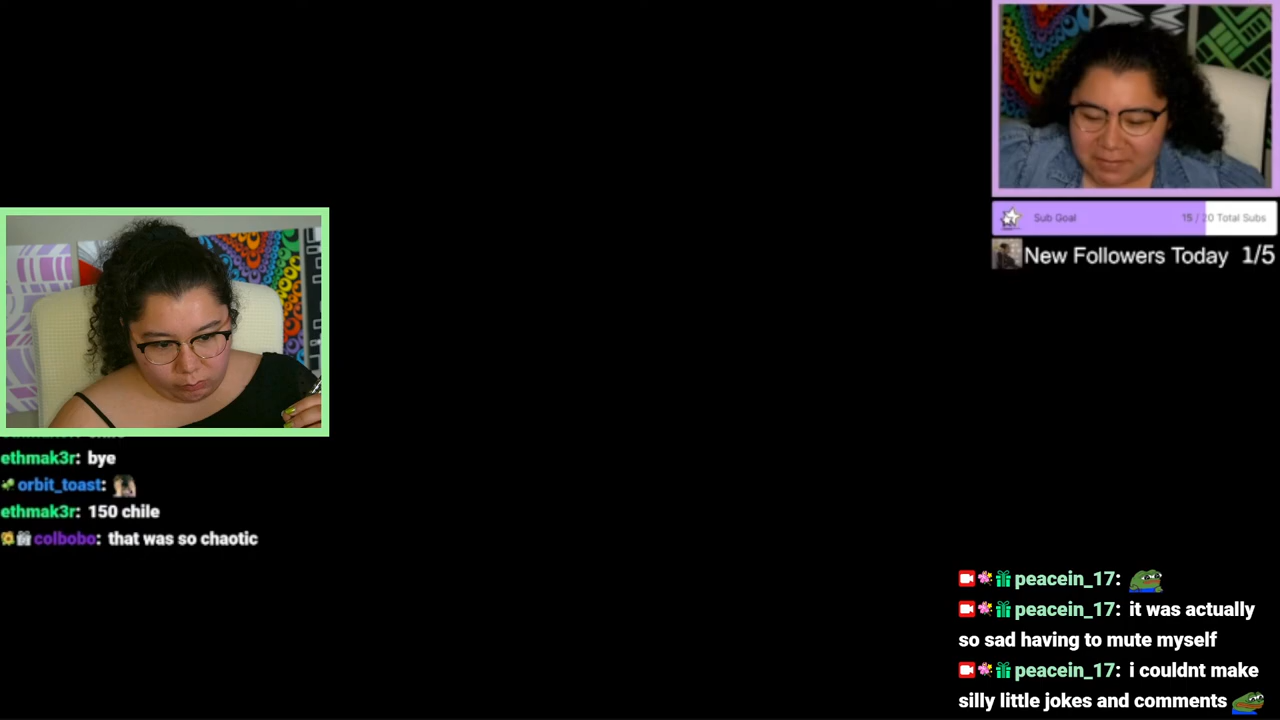 Sub Goal 15 / 20 Total Subs
New Followers Today 1/5
ethmak3r: bye
orbit_toast:
ethmak3r: 150 chile
colbobo: that was so chaotic
peacein_17:
peacein_17: it was actually
so sad having to mute myself
peacein_17: i couldnt make
silly little jokes and comments